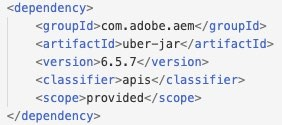 <dependency>
    <groupId>com.adobe.aem</groupId>
    <artifactId>uber-jar</artifactId>
    <version>6.5.7</version>
    <classifier>apis</classifier>
    <scope>provided</scope>
</dependency>